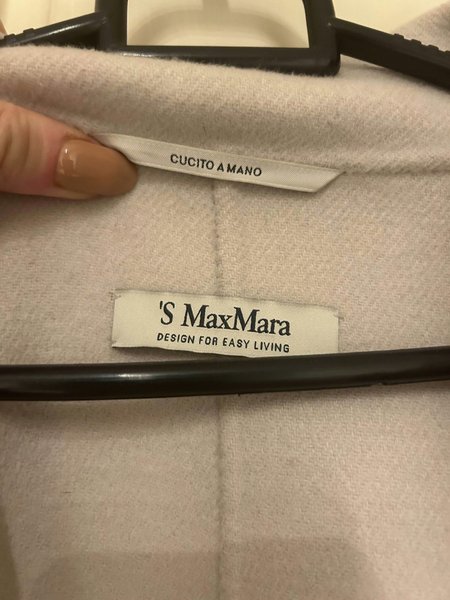 CUCITO A MANO
'S MaxMara
DESIGN FOR EASY LIVING